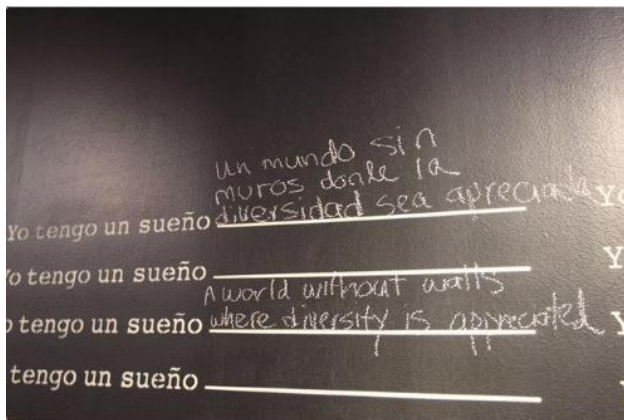 un mundo sin
muros donde la
Yo tengo un sueño diversidad sea apreciada Yo
Yo tengo un sueño Y
A world without walls
o tengo un sueño where diversity is appreciated Y
tengo un sueño